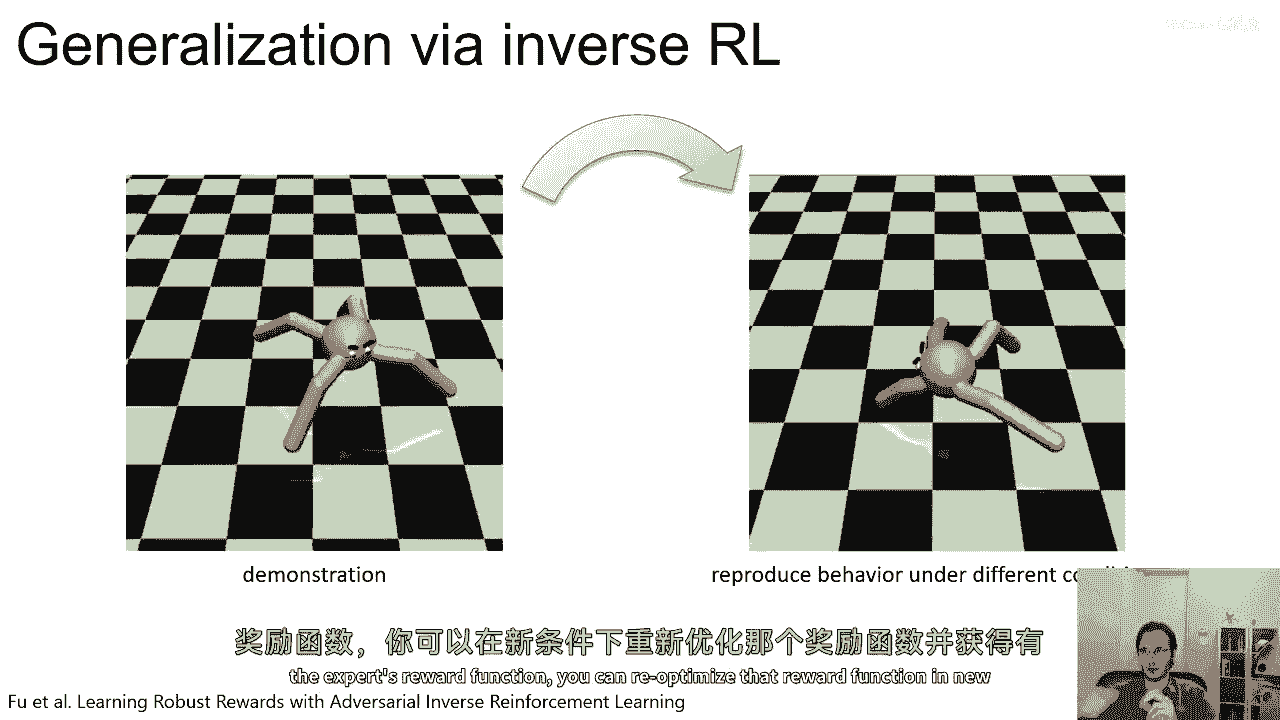 Generalization via inverse RL
demonstration
reproduce behavior under different
奖励函数，你可以在新条件下重新优化那个奖励函数并获得有
the expert's reward function, you can re-optimize that reward function in new
Fu et al. Learning Robust Rewards with Adversarial Inverse Reinforcement Learning